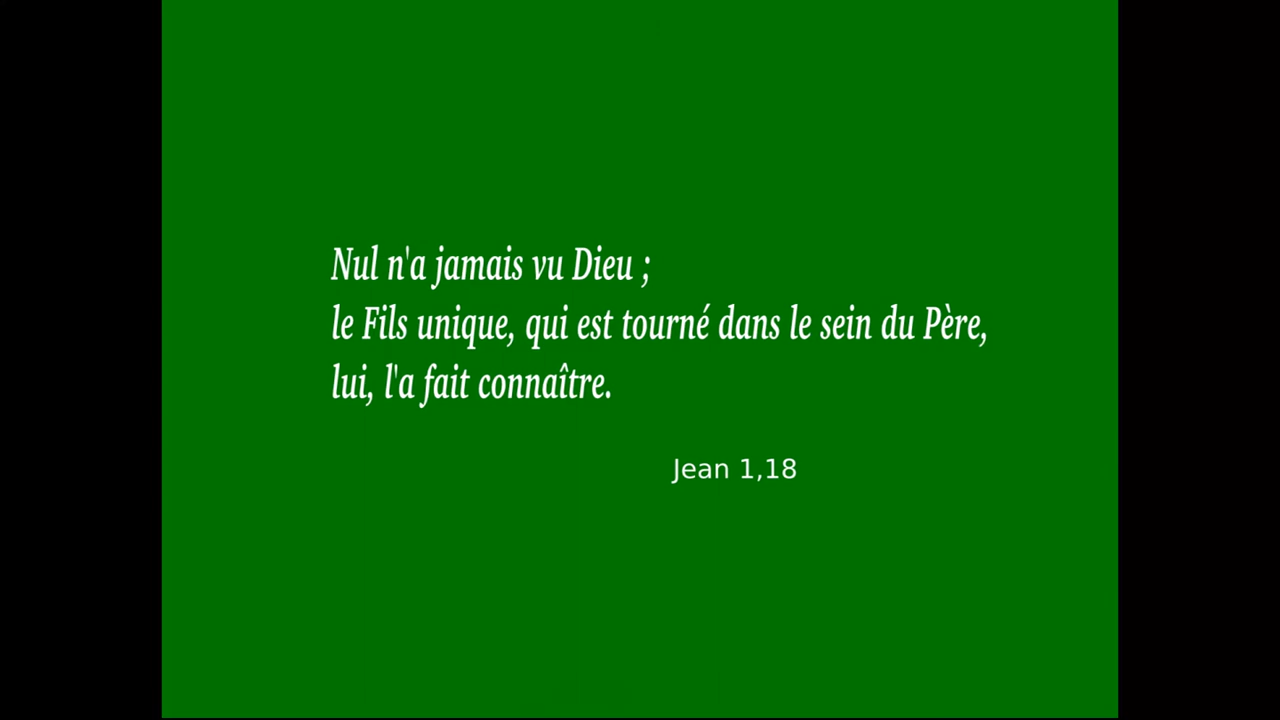 Nul n'a jamais vu Dieu ;
le Fils unique, qui est tourné dans le sein du Père,
lui, l'a fait connaître.
Jean 1,18